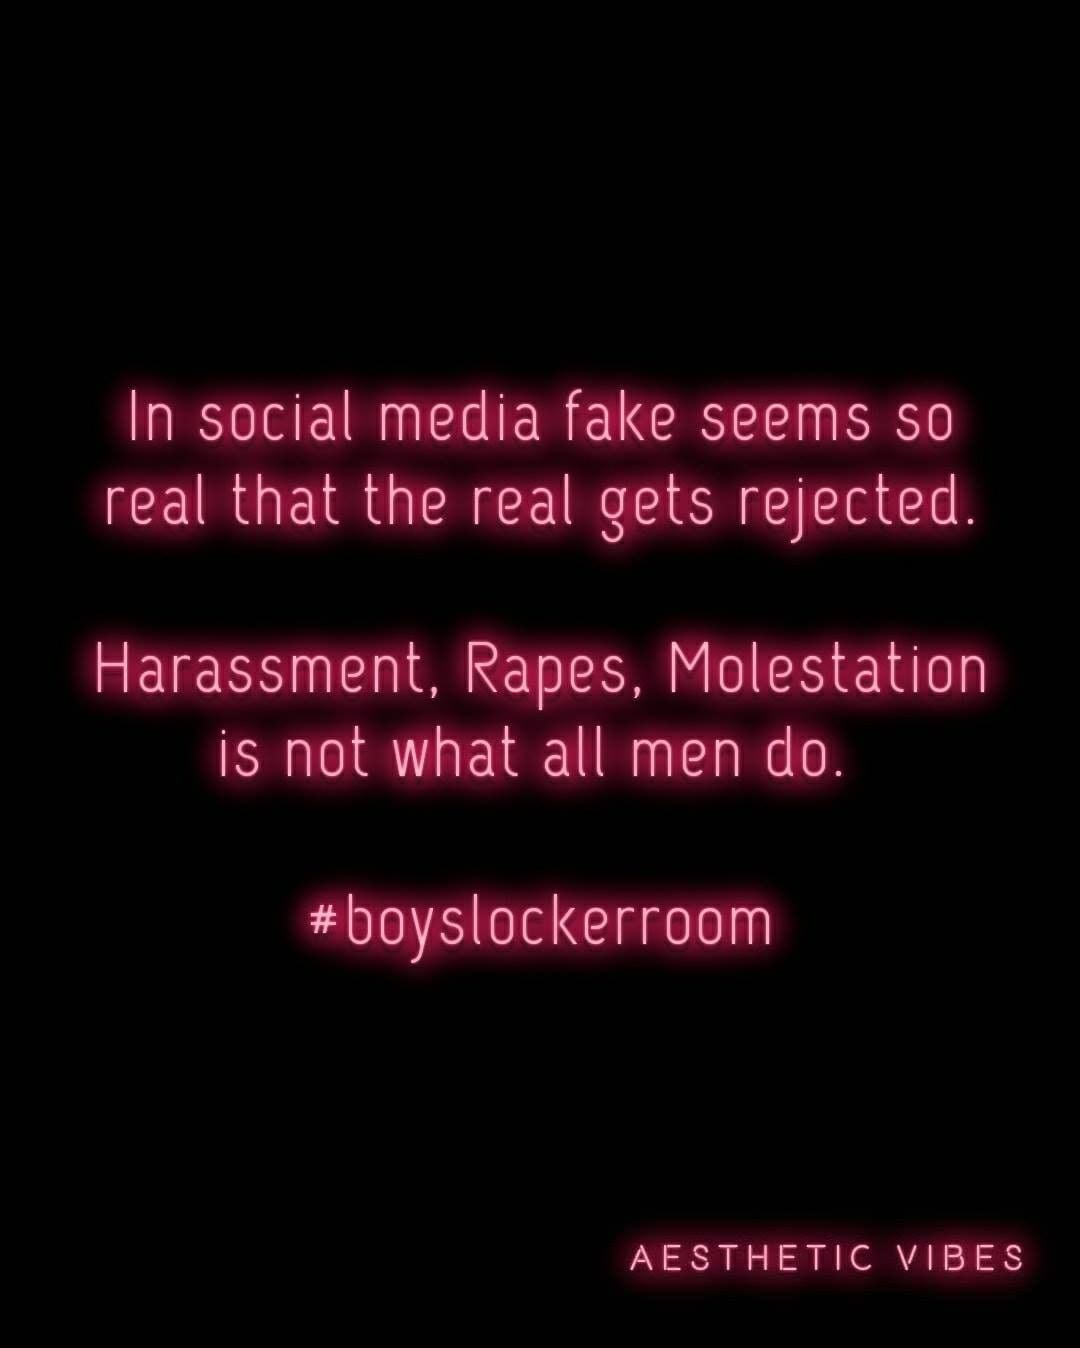 In social media fake seems so
real that the real gets rejected.
Harassment, Rapes, Molestation
is not what all men do.
#boyslockerroom
AESTHETIC VIBES